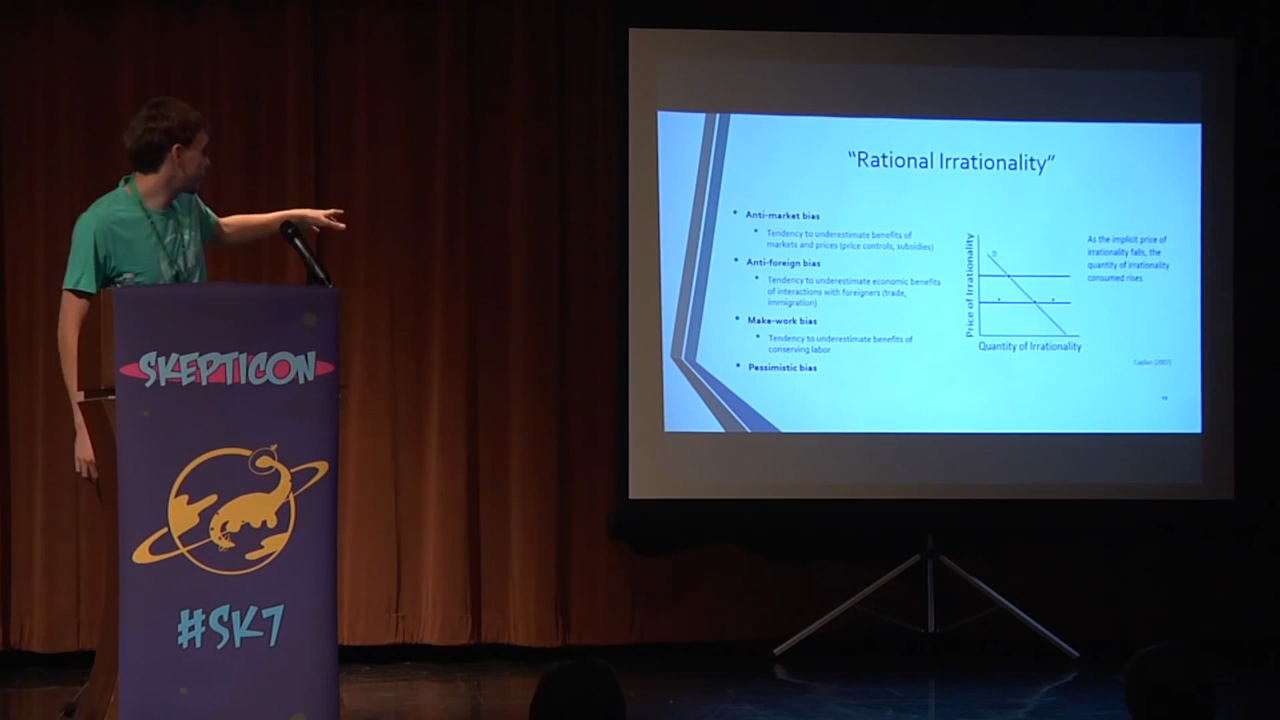 SKEPTICON
#SK7
"Rational Irrationality"
• Anti-market bias
• Tendency to underestimate benefits of
markets and prices (price controls, subsidies)
• Anti-foreign bias
• Tendency to underestimate economic benefits
of interactions with foreigners (trade,
immigration)
• Make-work bias
• Tendency to underestimate benefits of
conserving labor
• Pessimistic bias
Price of Irrationality
D
Quantity of Irrationality
As the implicit price of
irrationality falls, the
quantity of irrationality
consumed rises
Caplan (2007)